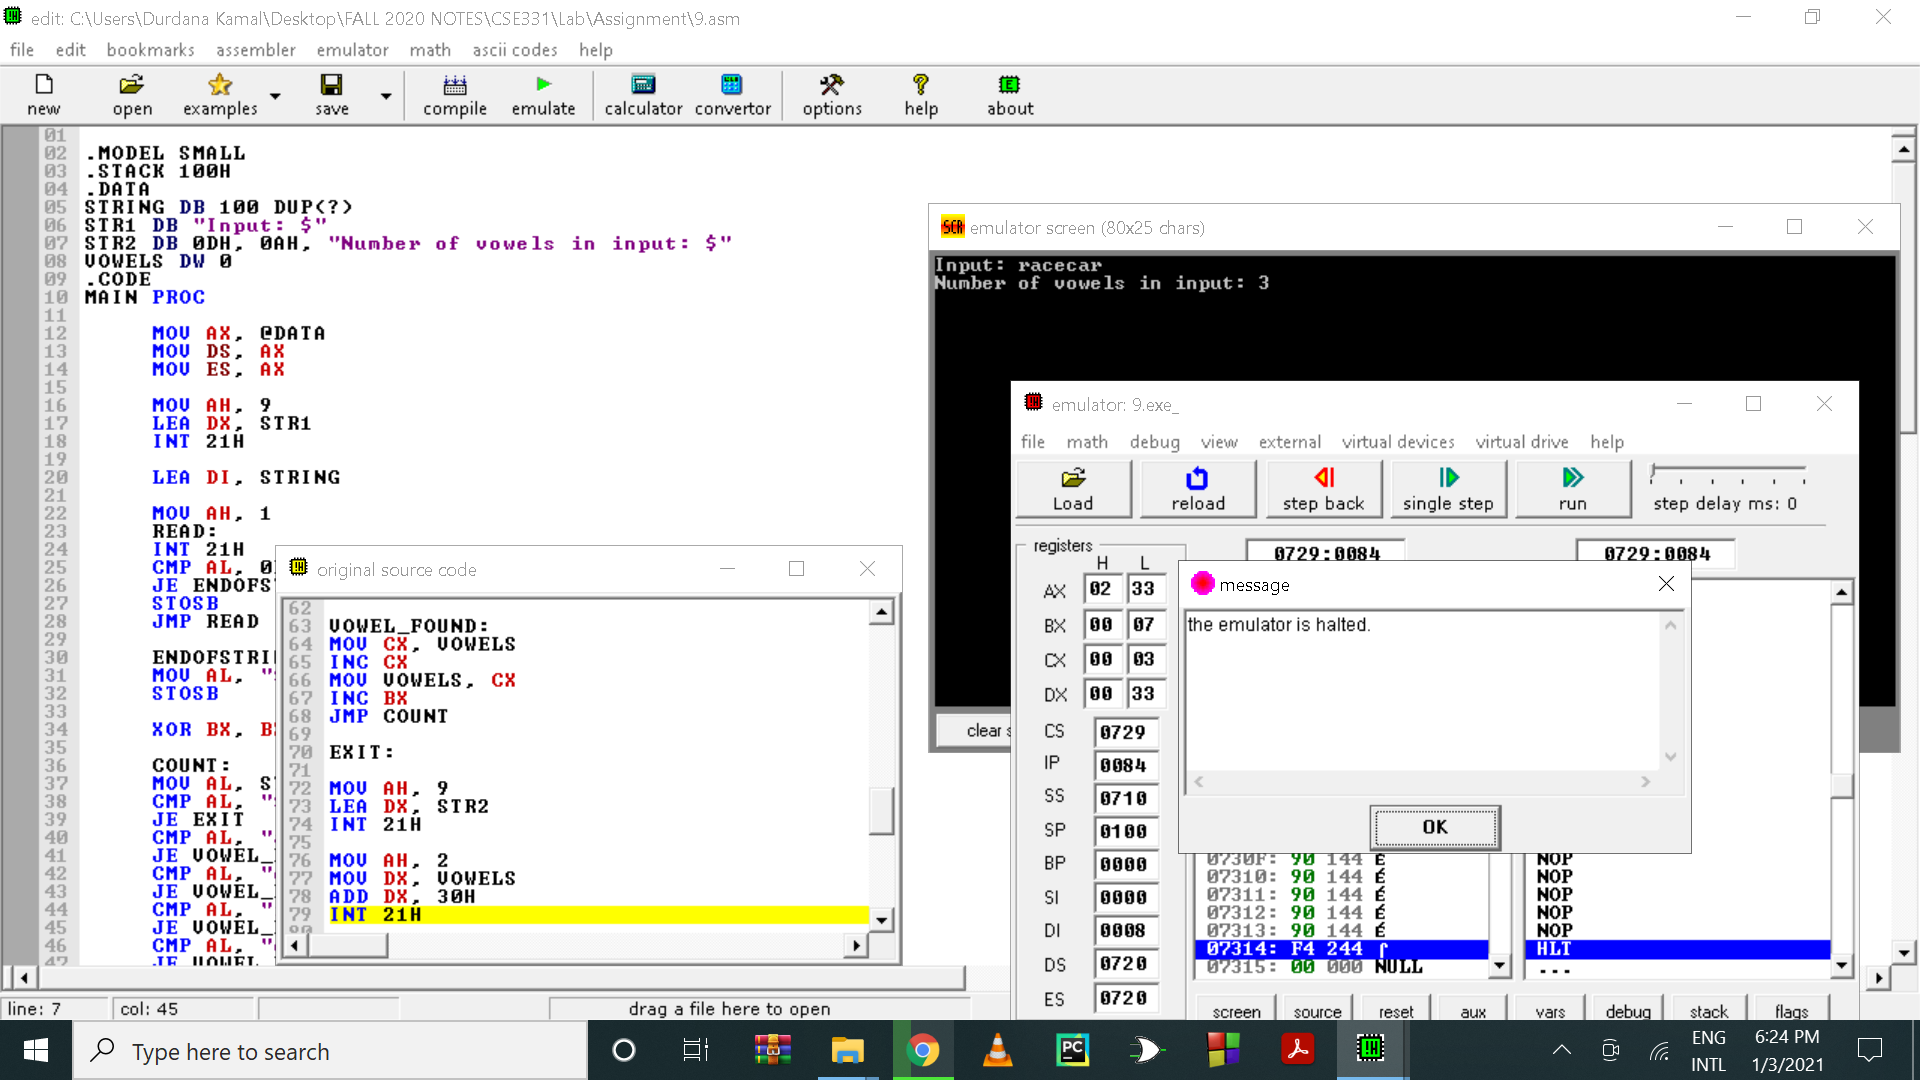 edit: C:\Users\Durdana Kamal\Desktop\FALL 2020 NOTES\CSE331\Lab\Assignment\9.asm
file edit bookmarks assembler emulator math ascii codes help
new open examples save compile emulate calculator convertor options help about
01
02 .MODEL SMALL
03 .STACK 100H
04 .DATA
05 STRING DB 100 DUP(?)
06 STR1 DB "Input: $"
07 STR2 DB 0DH, 0AH, "Number of vowels in input: $"
08 VOWELS DW 0
09 .CODE
10 MAIN PROC
11
12 MOV AX, @DATA
13 MOV DS, AX
14 MOV ES, AX
15
16 MOV AH, 9
17 LEA DX, STR1
18 INT 21H
19
20 LEA DI, STRING
21
22 MOV AH, 1
23 READ:
24 INT 21H
25 CMP AL, 0
26 JE ENDOFS
27 STOSB
28 JMP READ
29
30 ENDOFSTRI
31 MOV AL, "
32 STOSB
33
34 XOR BX, B
35
36 COUNT:
37 MOV AL, S
38 CMP AL, "
39 JE EXIT
40 CMP AL, "
41 JE VOWEL_
42 CMP AL, "
43 JE VOWEL_
44 CMP AL, "
45 JE VOWEL_
46 CMP AL, "
47 JE VOWEL
line: 7 col: 45 drag a file here to open
original source code
62
63 VOWEL_FOUND:
64 MOV CX, VOWELS
65 INC CX
66 MOV VOWELS, CX
67 INC BX
68 JMP COUNT
69
70 EXIT:
71
72 MOV AH, 9
73 LEA DX, STR2
74 INT 21H
75
76 MOV AH, 2
77 MOV DX, VOWELS
78 ADD DX, 30H
79 INT 21H
80
SCR emulator screen (80x25 chars)
Input: racecar
Number of vowels in input: 3
clear s
emulator: 9.exe_
file math debug view external virtual devices virtual drive help
Load reload step back single step run step delay ms: 0
registers 0729:0084 0729:0084
H L
AX 02 33
BX 00 07
CX 00 03
DX 00 33
CS 0729
IP 0084
SS 0710
SP 0100
BP 0000
SI 0000
DI 0008
DS 0720
ES 0720
message
the emulator is halted.
OK
0730F: 90 144 É NOP
07310: 90 144 É NOP
07311: 90 144 É NOP
07312: 90 144 É NOP
07313: 90 144 É NOP
07314: F4 244 ⌠ HLT
07315: 00 000 NULL ...
screen source reset aux vars debug stack flags
Type here to search
PC
ENG
INTL
6:24 PM
1/3/2021